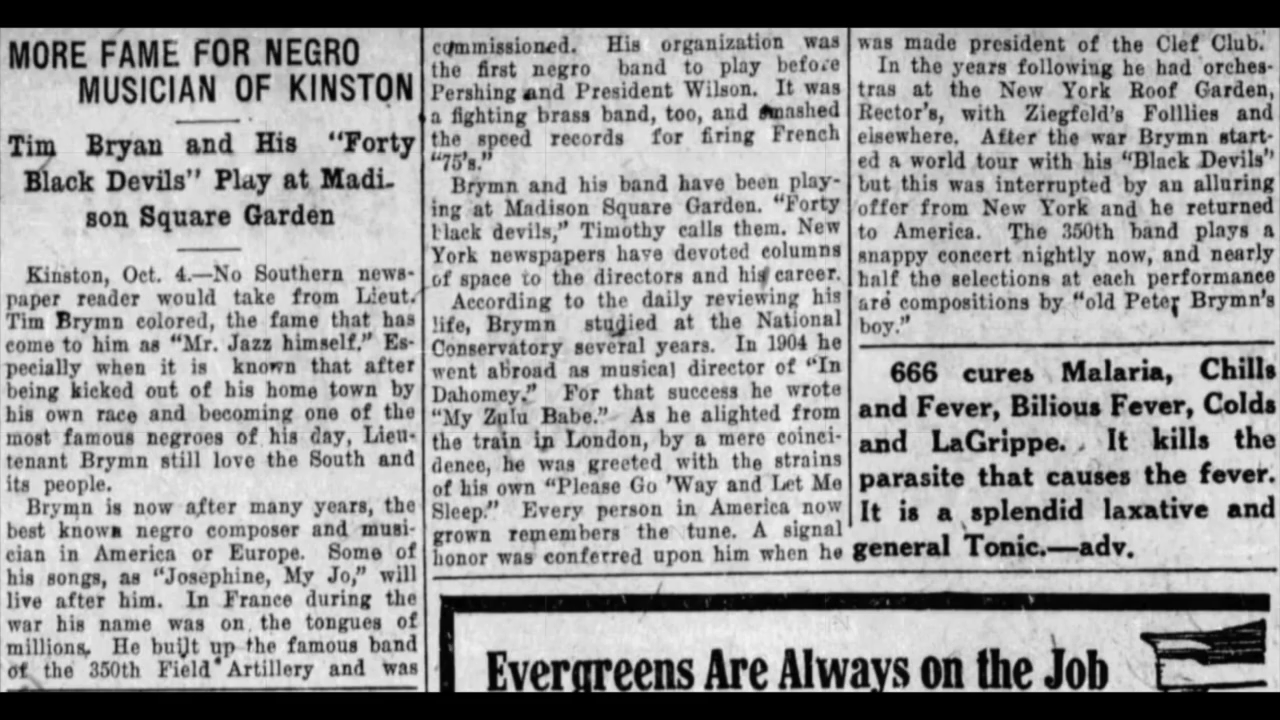 MORE FAME FOR NEGRO
MUSICIAN OF KINSTON
Tim Bryan and His "Forty
Black Devils" Play at Madi-
son Square Garden
Kinston, Oct. 4.—No Southern news-
paper reader would take from Lieut.
Tim Brymn colored, the fame that has
come to him as "Mr. Jazz himself." Es-
pecially when it is known that after
being kicked out of his home town by
his own race and becoming one of the
most famous negroes of his day, Lieu-
tenant Brymn still love the South and
its people.
Brymn is now after many years, the
best known negro composer and musi-
cian in America or Europe. Some of
his songs, as "Josephine, My Jo," will
live after him. In France during the
war his name was on the tongues of
millions. He built up the famous band
of the 350th Field Artillery and was
commissioned. His organization was
the first negro band to play before
Pershing and President Wilson. It was
a fighting brass band, too, and smashed
the speed records for firing French
"75's."
Brymn and his band have been play-
ing at Madison Square Garden. "Forty
black devils," Timothy calls them. New
York newspapers have devoted columns
of space to the directors and his career.
According to the daily reviewing his
life, Brymn studied at the National
Conservatory several years. In 1904 he
went abroad as musical director of "In
Dahomey." For that success he wrote
"My Zulu Babe." As he alighted from
the train in London, by a mere coinci-
dence, he was greeted with the strains
of his own "Please Go 'Way and Let Me
Sleep." Every person in America now
grown remembers the tune. A signal
honor was conferred upon him when he
was made president of the Clef Club.
In the years following he had orches-
tras at the New York Roof Garden,
Rector's, with Ziegfeld's Folllies and
elsewhere. After the war Brymn start-
ed a world tour with his "Black Devils"
but this was interrupted by an alluring
offer from New York and he returned
to America. The 350th band plays a
snappy concert nightly now, and nearly
half the selections at each performance
are compositions by "old Peter Brymn's
boy."
666 cures Malaria, Chills
and Fever, Bilious Fever, Colds
and LaGrippe. It kills the
parasite that causes the fever.
It is a splendid laxative and
general Tonic.—adv.
Evergreens Are Always on the Job